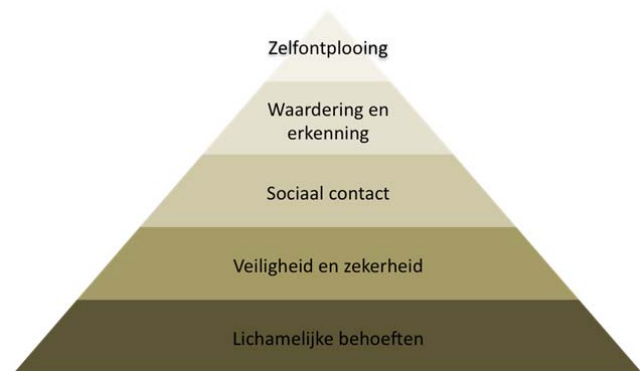 Zelfontplooing
Waardering en
erkenning
Sociaal contact
Veiligheid en zekerheid
Lichamelijke behoeften